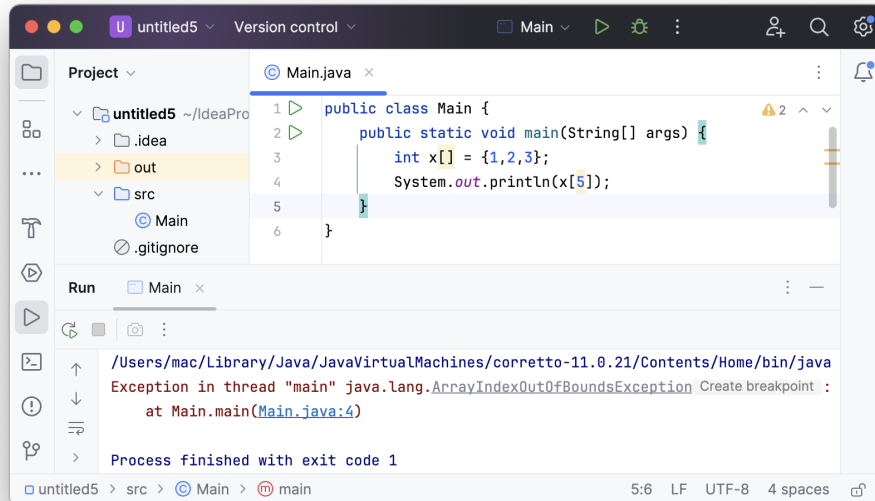 U untitled5 Version control Main
Project
Main.java
untitled5 ~/IdeaPro
.idea
out
src
Main
.gitignore
1 public class Main {
2 public static void main(String[] args) {
3 int x[] = {1,2,3};
4 System.out.println(x[5]);
5 }
6 }
2
Run Main
/Users/mac/Library/Java/JavaVirtualMachines/corretto-11.0.21/Contents/Home/bin/java
Exception in thread "main" java.lang.ArrayIndexOutOfBoundsException Create breakpoint :
at Main.main(Main.java:4)
Process finished with exit code 1
untitled5 > src > Main > main 5:6 LF UTF-8 4 spaces